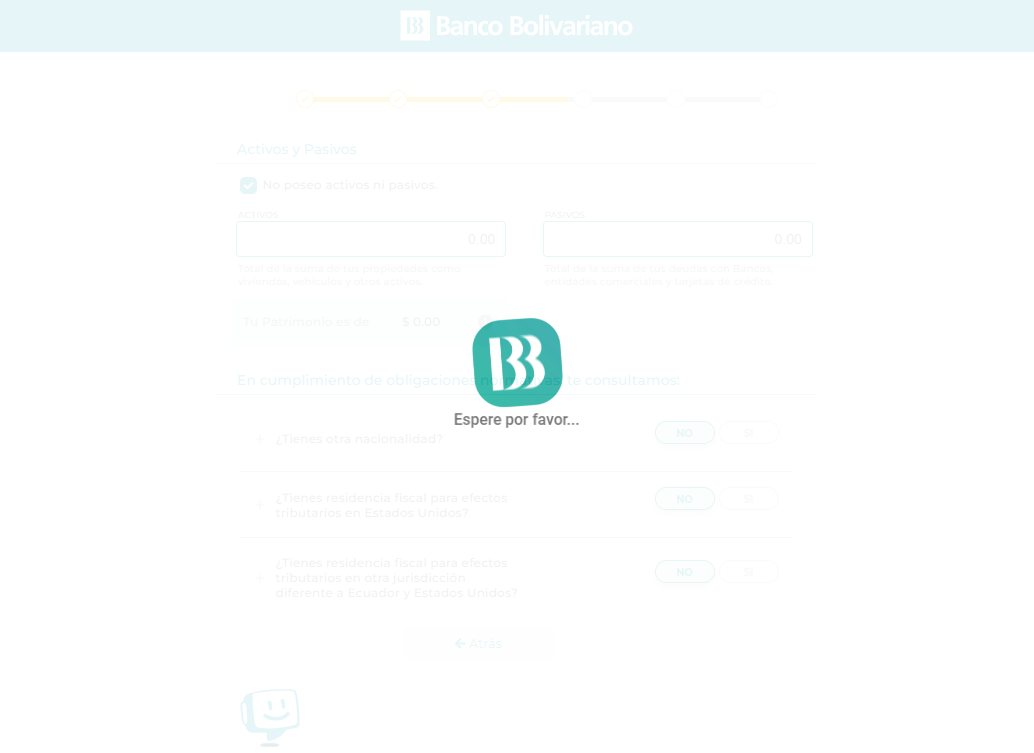 Banco Bolivariano
Activos y Pasivos
No poseo activos ni pasivos.
ACTIVOS
PASIVOS
0.00
0.00
Total de la suma de tus propiedades como:
viviendas, vehículos y otros activos.
Total de la suma de tus deudas con Bancos,
entidades comerciales y tarjetas de crédito.
Tu Patrimonio es de
$ 0.00
En cumplimiento de obligaciones normativas, te consultamos:
Espere por favor...
¿Tienes otra nacionalidad?
NO
SI
¿Tienes residencia fiscal para efectos
tributarios en Estados Unidos?
NO
SI
¿Tienes residencia fiscal para efectos
tributarios en otra jurisdicción
diferente a Ecuador y Estados Unidos?
NO
SI
Atrás